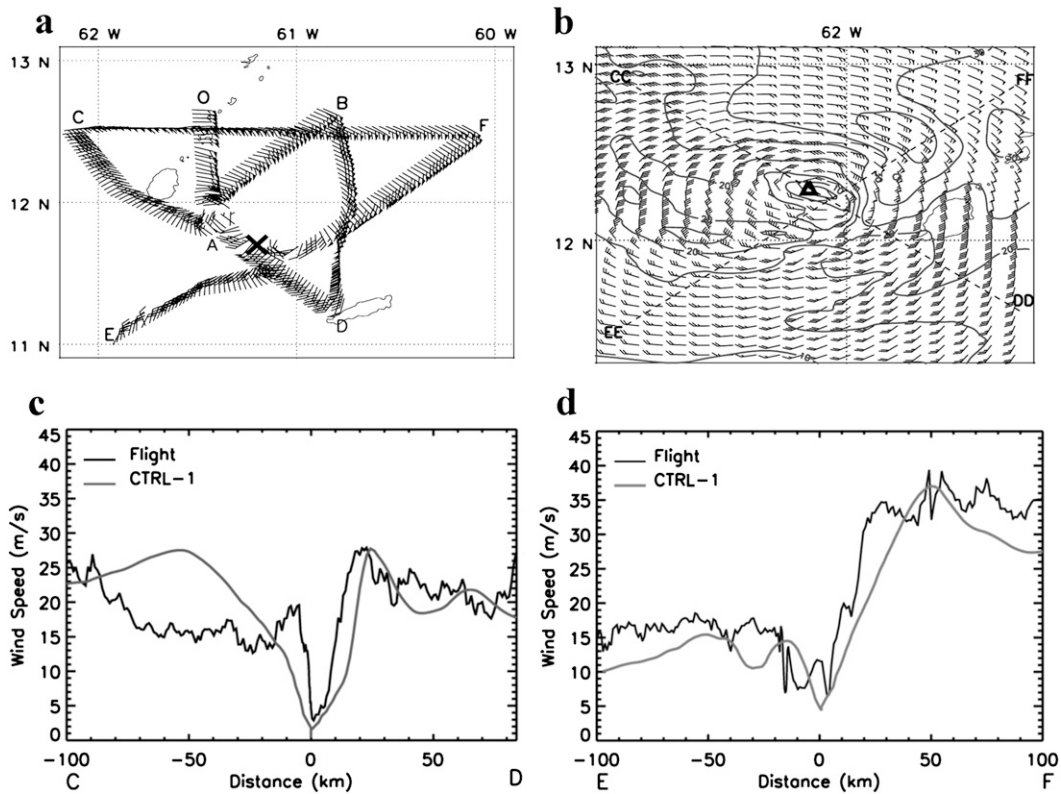 a
62 W 61 W 60 W
13 N
12 N
11 N
C
O
B
F
A
E
D
b
62 W
13 N
12 N
CC
FF
EE
DD
20
20
20
10
30
c
45
40
35
30
25
20
15
10
5
0
Wind Speed (m/s)
Flight
CTRL-1
-100 -50 0 50
C Distance (km) D
d
45
40
35
30
25
20
15
10
5
0
Wind Speed (m/s)
Flight
CTRL-1
-100 -50 0 50 100
E Distance (km) F